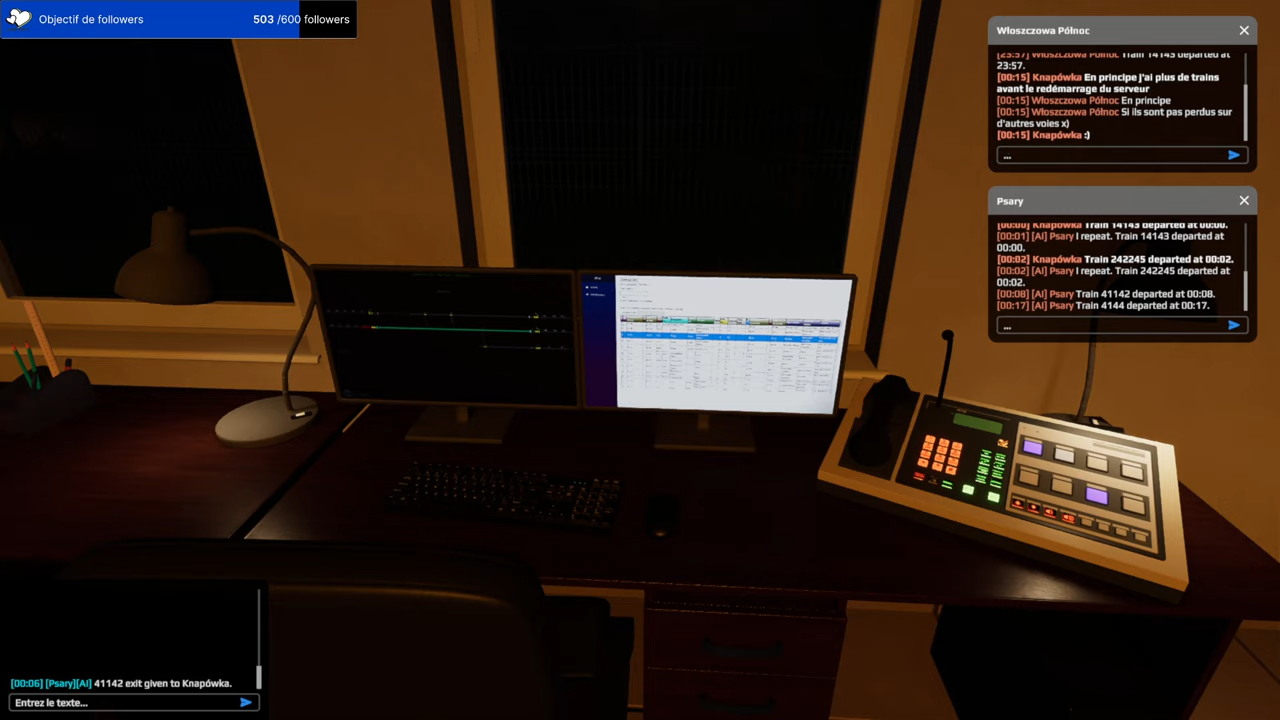 Objectif de followers
503 /600 followers
Włoszczowa Północ
[23:57] Włoszczowa Północ Train 14143 departed at
23:57.
[00:15] Knapówka En principe j'ai plus de trains
avant le redémarrage du serveur
[00:15] Włoszczowa Północ En principe
[00:15] Włoszczowa Północ Si ils sont pas perdus sur
d'autres voies x)
[00:15] Knapówka :)
...
Psary
[00:00] Knapówka Train 14143 departed at 00:00.
[00:01] [AI] Psary I repeat. Train 14143 departed at
00:00.
[00:02] Knapówka Train 242245 departed at 00:02.
[00:02] [AI] Psary I repeat. Train 242245 departed at
00:02.
[00:08] [AI] Psary Train 41142 departed at 00:08.
[00:17] [AI] Psary Train 4144 departed at 00:17.
...
[00:06] [Psary][AI] 41142 exit given to Knapówka.
Entrez le texte...